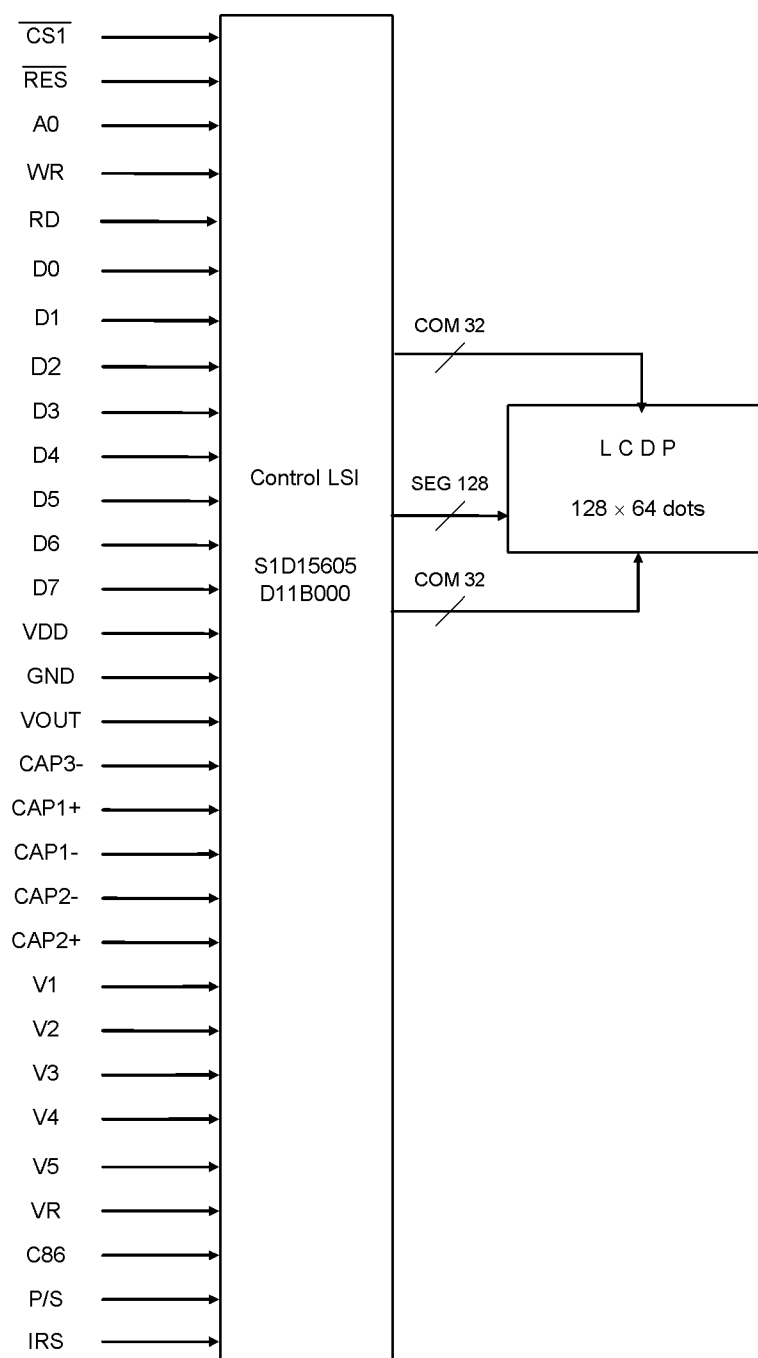 CS1
RES
A0
WR
RD
D0
D1
D2
D3
D4
D5
D6
D7
VDD
GND
VOUT
CAP3-
CAP1+
CAP1-
CAP2-
CAP2+
V1
V2
V3
V4
V5
VR
C86
P/S
IRS
Control LSI
S1D15605
D11B000
COM 32
SEG 128
COM 32
L C D P
128 × 64 dots